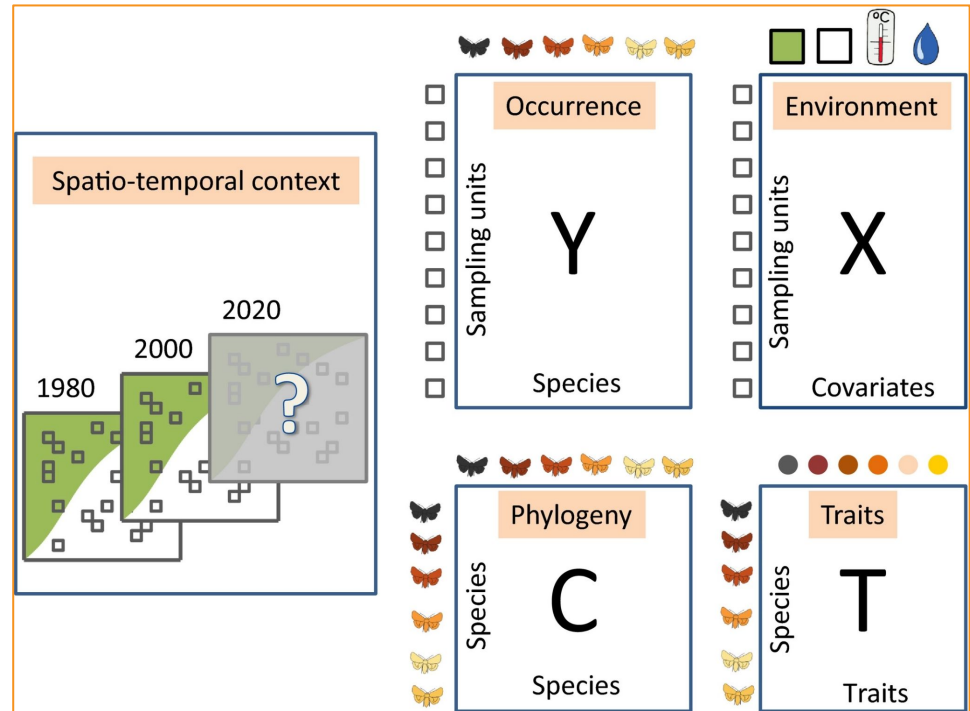 Spatio-temporal context
1980
2000
2020
?
Occurrence
Y
Sampling units
Species
°C
Environment
X
Sampling units
Covariates
Phylogeny
C
Species
Species
Traits
T
Species
Traits